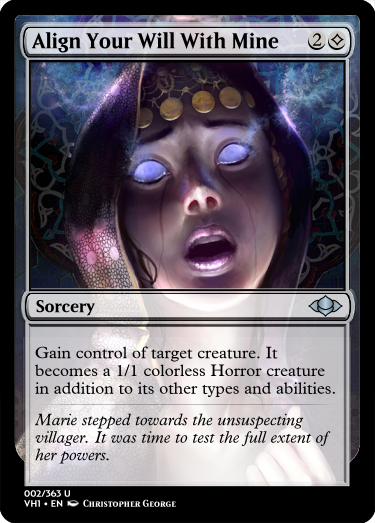 Align Your Will With Mine 2
Sorcery
Gain control of target creature. It
becomes a 1/1 colorless Horror creature
in addition to its other types and abilities.
Marie stepped towards the unsuspecting
villager. It was time to test the full extent of
her powers.
002/363 U
VH1 • EN Christopher George